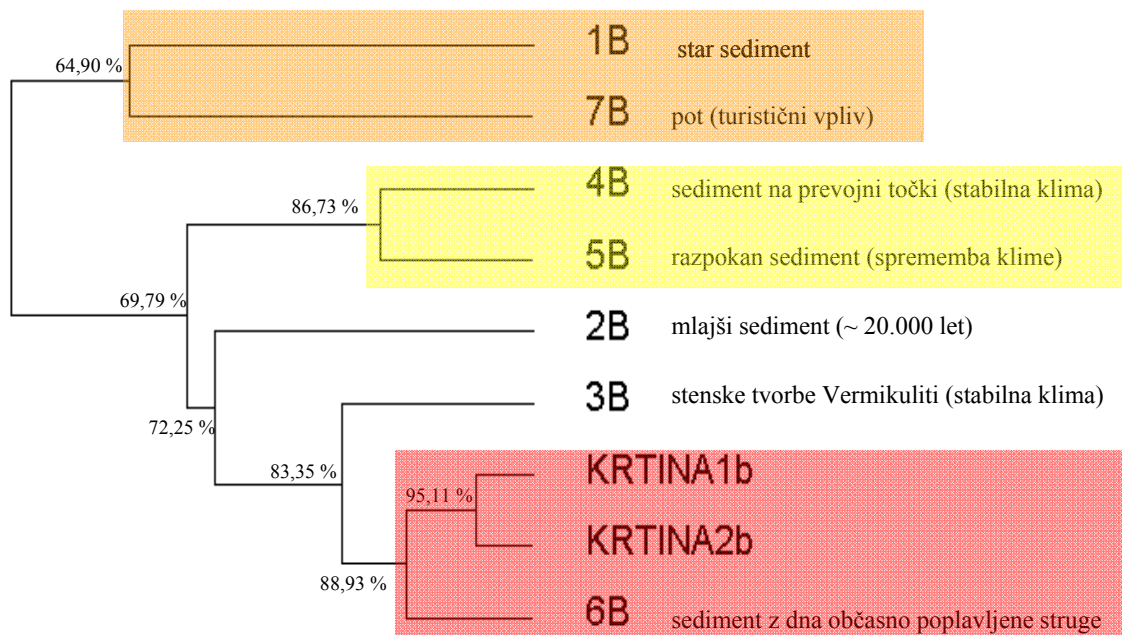 1B star sediment
64,90 %
7B pot (turistični vpliv)
4B sediment na prevojni točki (stabilna klima)
86,73 %
5B razpokan sediment (sprememba klime)
69,79 %
2B mlajši sediment (~ 20.000 let)
3B stenske tvorbe Vermikuliti (stabilna klima)
72,25 %
83,35 %
KRTINA1b
95,11 %
KRTINA2b
88,93 %
6B sediment z dna občasno poplavljene struge